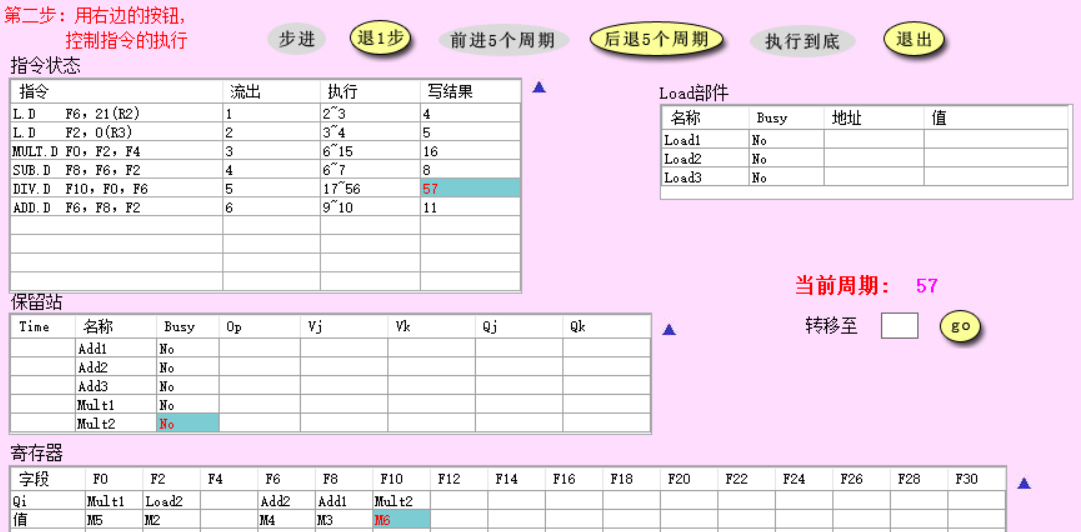 第二步：用右边的按钮，
控制指令的执行
步进 退1步 前进5个周期 后退5个周期 执行到底 退出
指令状态
指令 流出 执行 写结果
L.D F6，21(R2) 1 2~3 4
L.D F2，0(R3) 2 3~4 5
MULT.D F0，F2，F4 3 6~15 16
SUB.D F8，F6，F2 4 6~7 8
DIV.D F10，F0，F6 5 17~56 57
ADD.D F6，F8，F2 6 9~10 11
Load部件
名称 Busy 地址 值
Load1 No
Load2 No
Load3 No
当前周期： 57
转移至 go
保留站
Time 名称 Busy Op Vj Vk Qj Qk
Add1 No
Add2 No
Add3 No
Mult1 No
Mult2 No
寄存器
字段 F0 F2 F4 F6 F8 F10 F12 F14 F16 F18 F20 F22 F24 F26 F28 F30
Qi Mult1 Load2 Add2 Add1 Mult2
值 M5 M2 M4 M3 M6